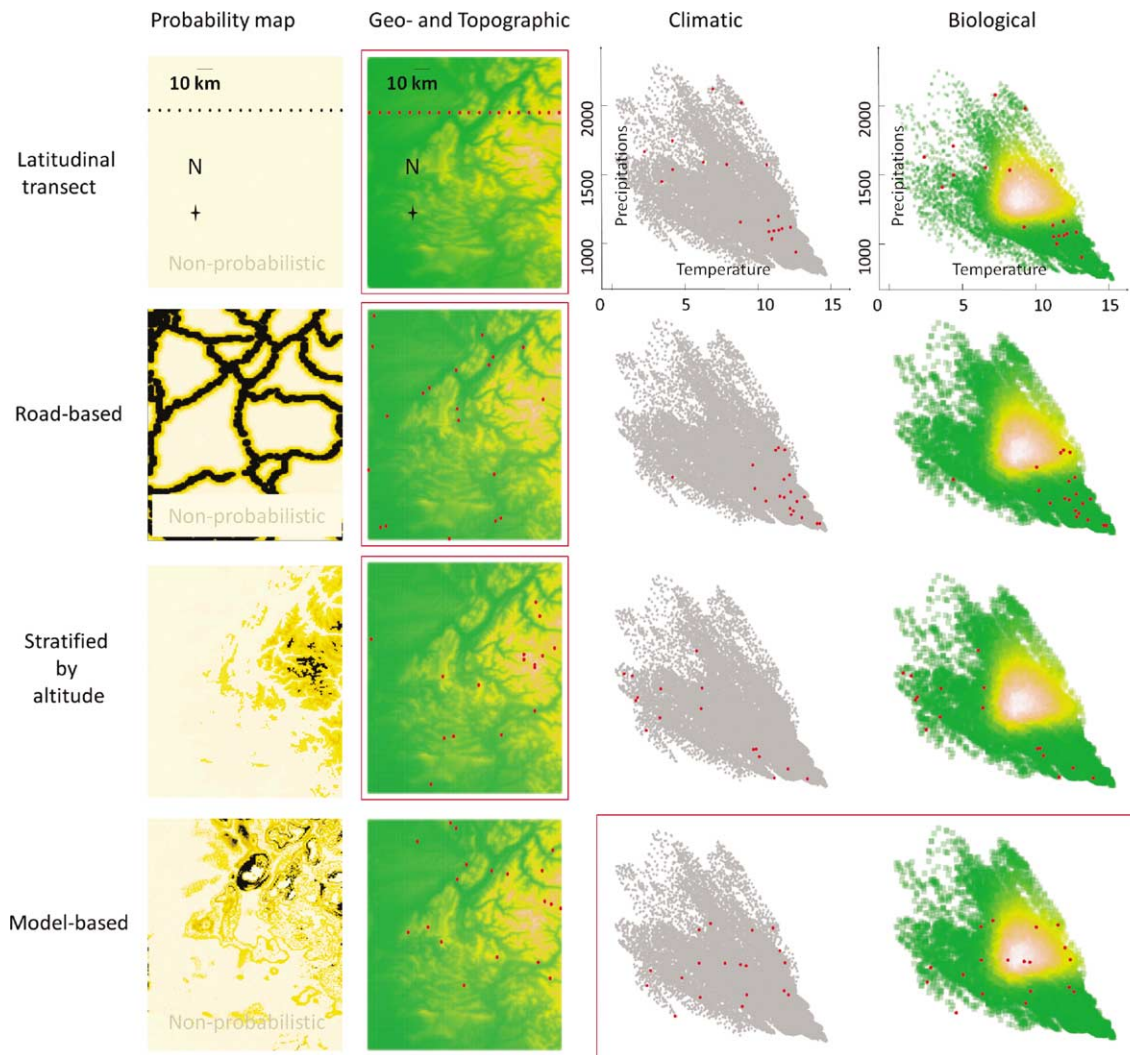 Probability map Geo- and Topographic Climatic Biological
10 km 10 km
Latitudinal
transect
N N
Non-probabilistic
Precipitations Precipitations
2000 2000
1500 1500
1000 1000
Temperature Temperature
0 5 10 15 0 5 10 15
Road-based
Non-probabilistic
Stratified
by
altitude
Model-based
Non-probabilistic